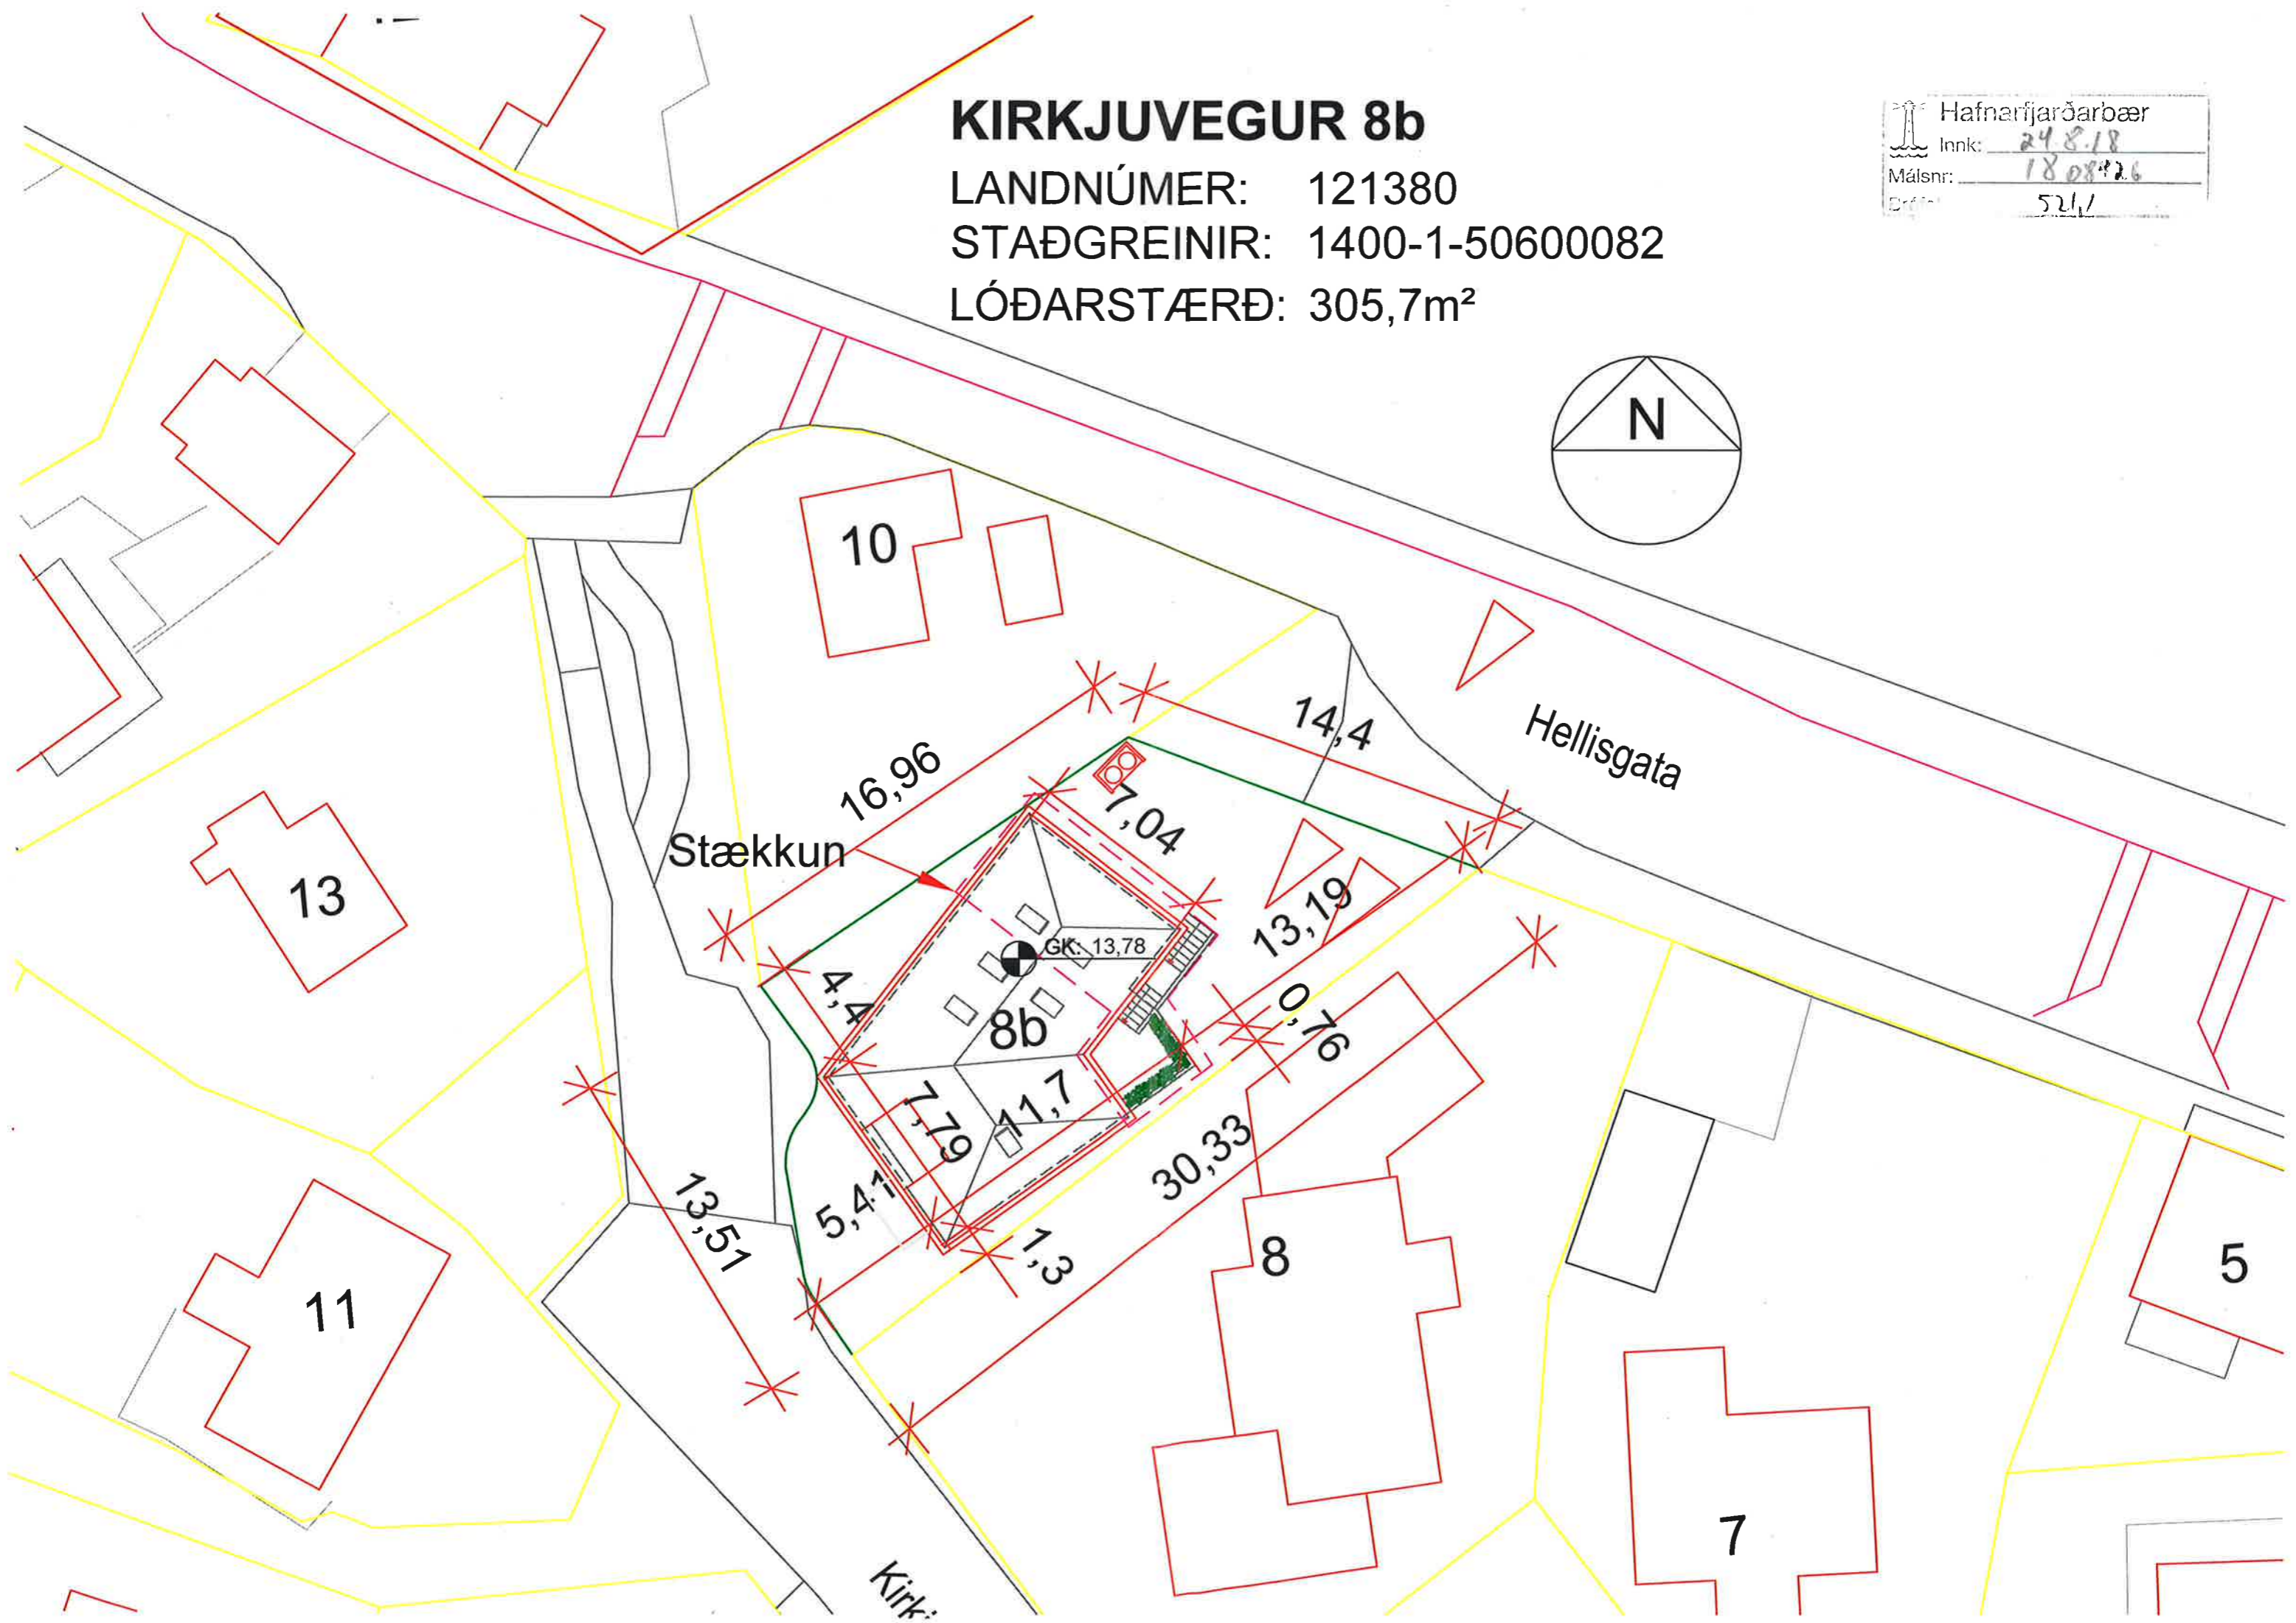 KIRKJUVEGUR 8b
LANDNÚMER: 121380
STAÐGREINIR: 1400-1-50600082
LÓÐARSTÆRÐ: 305,7m²
Hafnarfjarðarbær
Innk: 24.8.18
Málsnr: 1808426
N
10
14,4
Hellisgata
16,96
7,04
Stækkun
13
13,19
GK: 13,78
4,4
8b
0,76
11,7
7,79
30,33
5,41
13,51
1,3
8
5
11
7